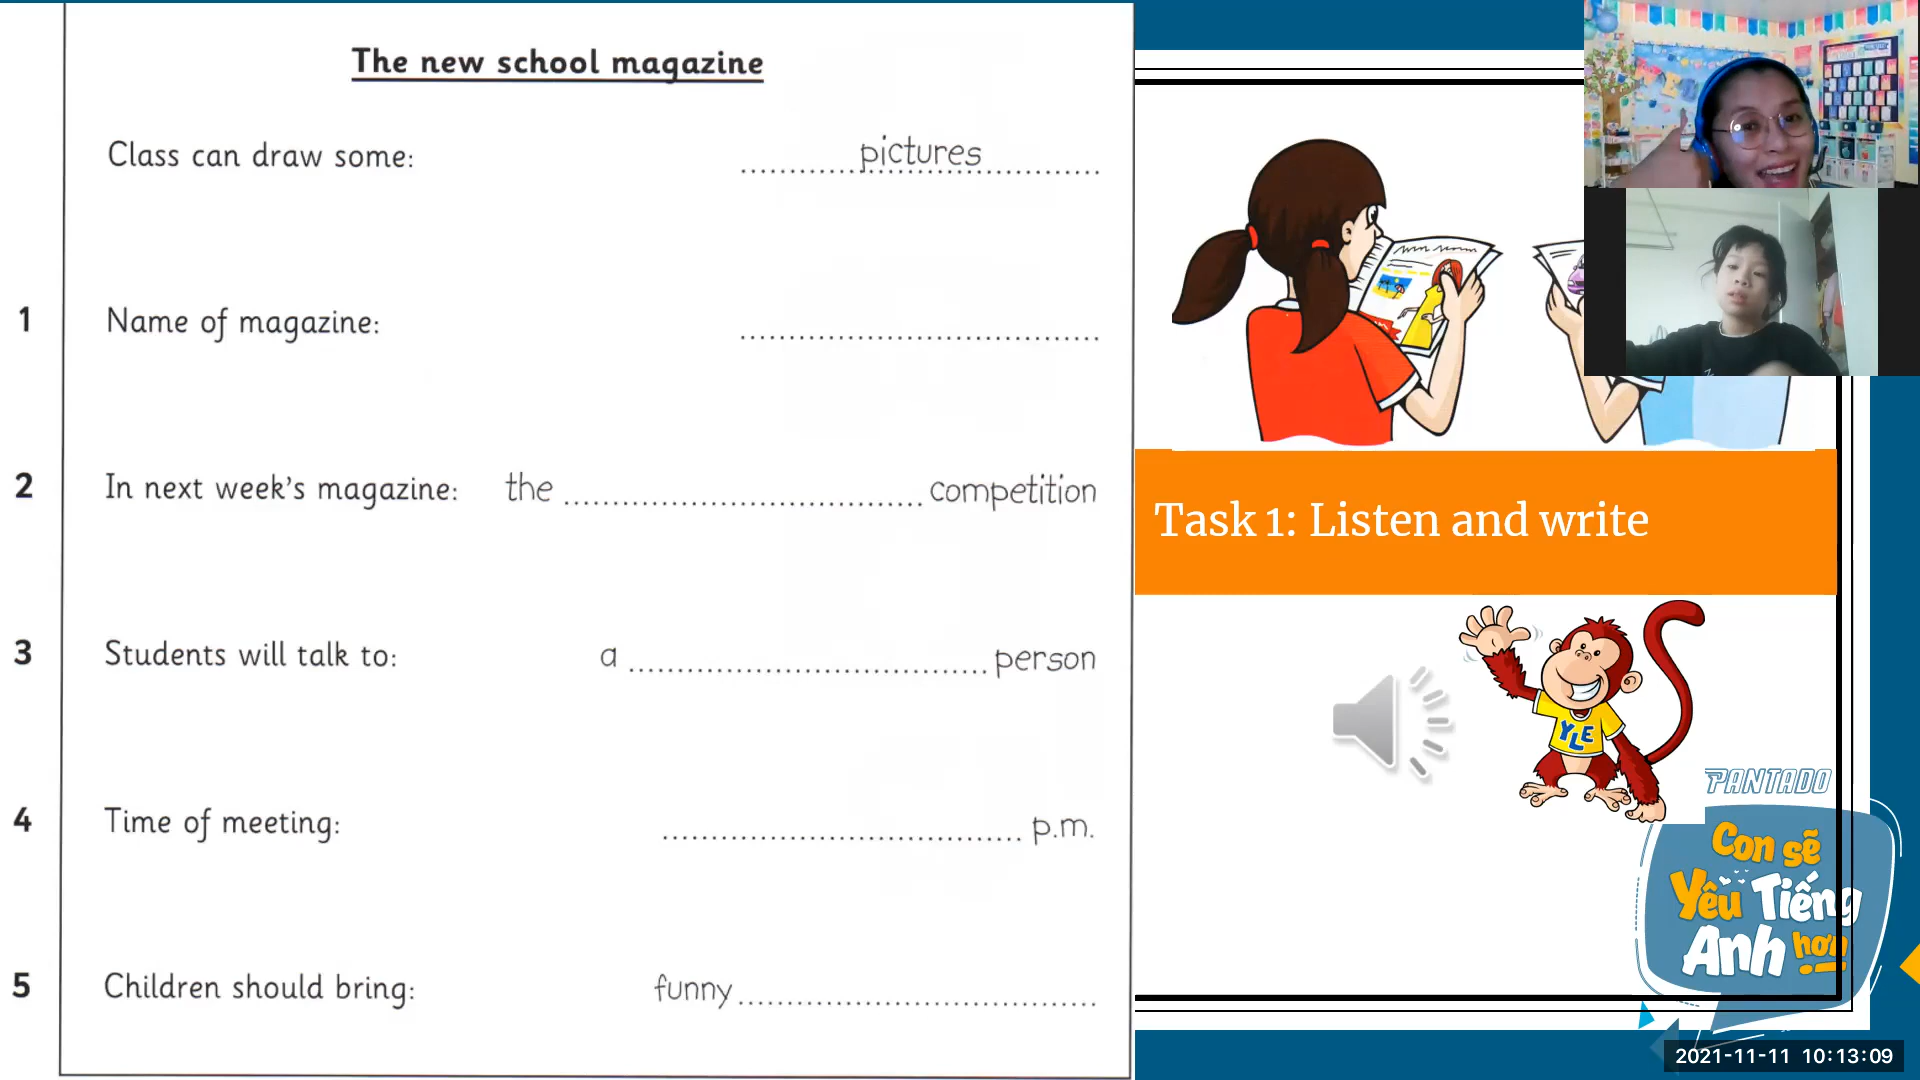 The new school magazine
Class can draw some: pictures
1 Name of magazine:
2 In next week's magazine: the competition
3 Students will talk to: a person
4 Time of meeting: p.m.
5 Children should bring: funny
Task 1: Listen and write
YLE
PANTADO
Con sẽ
Yêu Tiếng
Anh hơn
2021-11-11 10:13:09